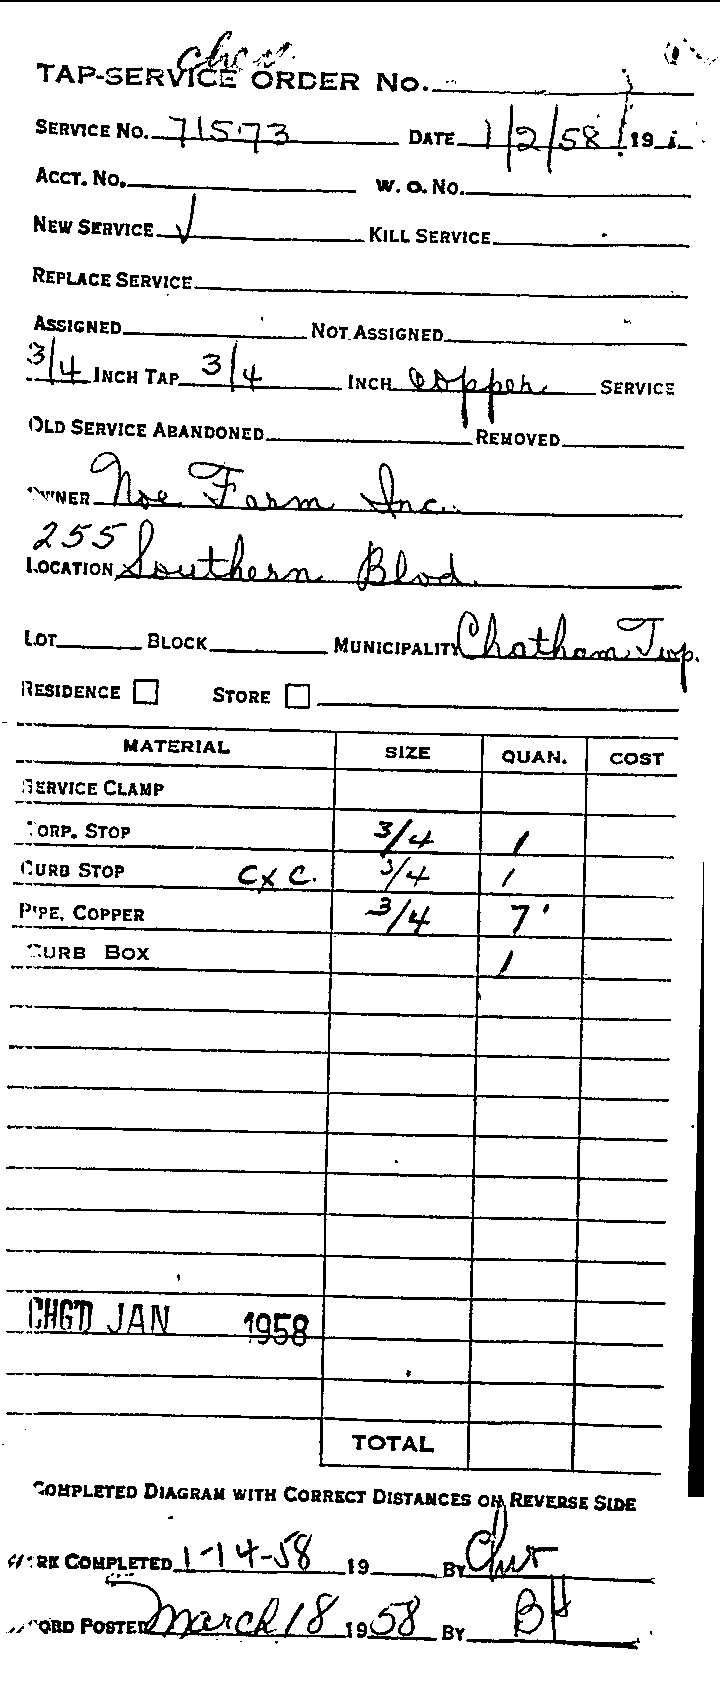 TAP-SERVICE ORDER No.
SERVICE No. 71573 DATE 1/2/58 19
ACCT. No. W. O. No.
NEW SERVICE √ KILL SERVICE
REPLACE SERVICE
ASSIGNED NOT ASSIGNED
3/4 INCH TAP 3/4 INCH copper SERVICE
OLD SERVICE ABANDONED REMOVED
OWNER Noe Farm Inc.
255
LOCATION Southern Blvd.
LOT BLOCK MUNICIPALITY Chatham Twp.
RESIDENCE STORE
MATERIAL SIZE QUAN. COST
SERVICE CLAMP
CORP. STOP 3/4 1
CURB STOP C x C. 3/4 1
PIPE, COPPER 3/4 7'
CURB BOX 1
CHG'D JAN 1958
TOTAL
COMPLETED DIAGRAM WITH CORRECT DISTANCES ON REVERSE SIDE
WORK COMPLETED 1-14-58 19 BY
RECORD POSTED March 18 1958 BY BH